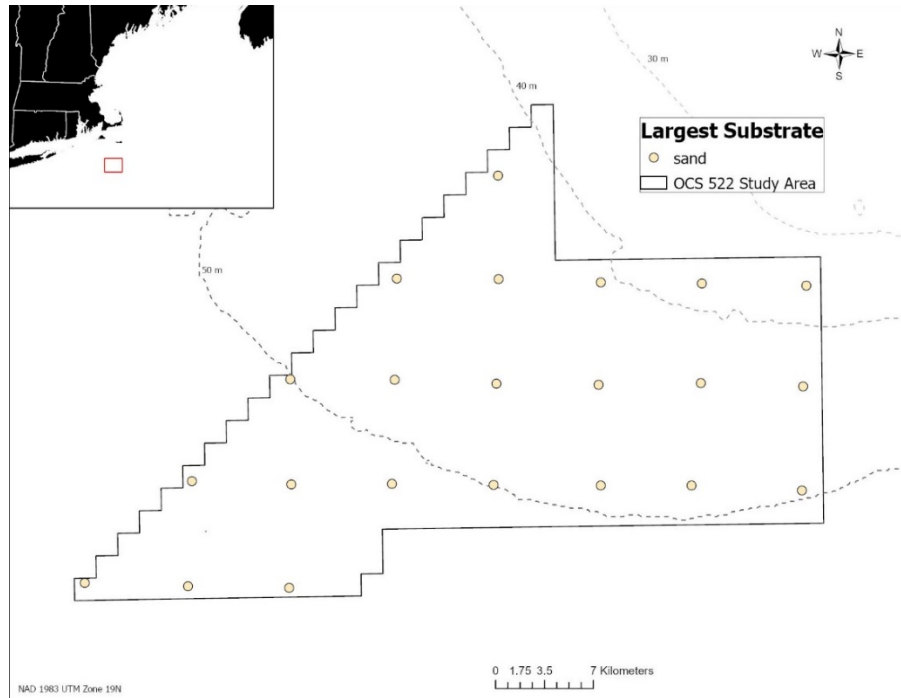 N
W E
S
30 m
40 m
Largest Substrate
sand
OCS 522 Study Area
50 m
0 1.75 3.5 7 Kilometers
NAD 1983 UTM Zone 19N